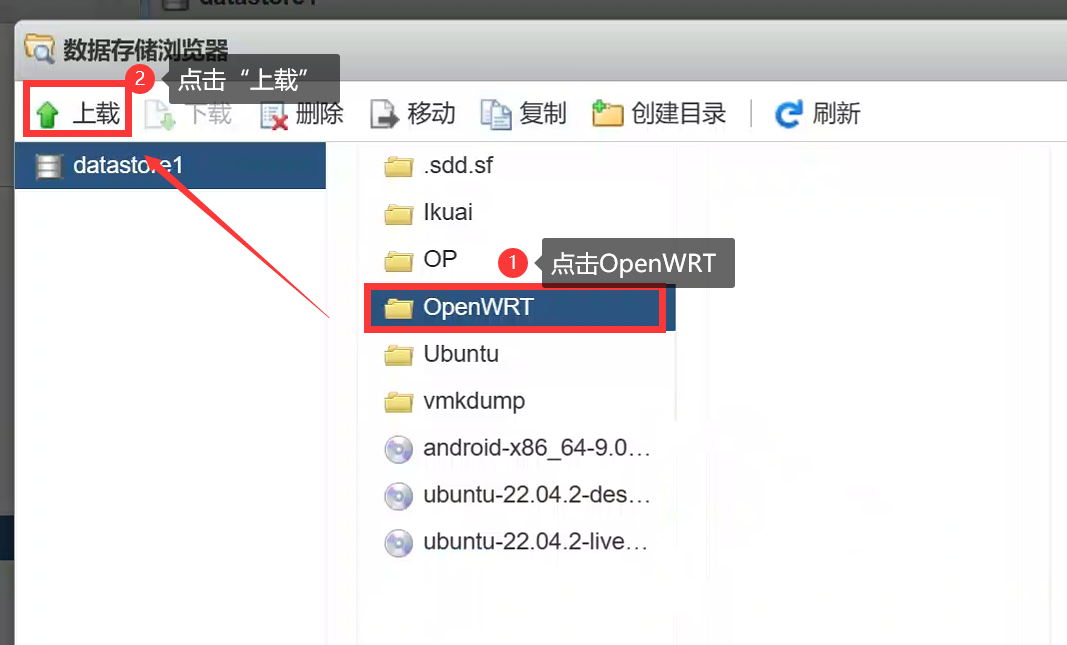 datastore1
数据存储浏览器
2 点击“上载”
上载 下载 删除 移动 复制 创建目录 刷新
datastore1
.sdd.sf
Ikuai
OP
1 点击OpenWRT
OpenWRT
Ubuntu
vmkdump
android-x86_64-9.0...
ubuntu-22.04.2-des...
ubuntu-22.04.2-live...